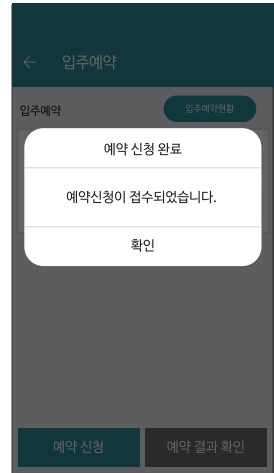 입주예약
입주예약
입주예약현황
예약 신청 완료
예약신청이 접수되었습니다.
확인
예약 신청
예약 결과 확인